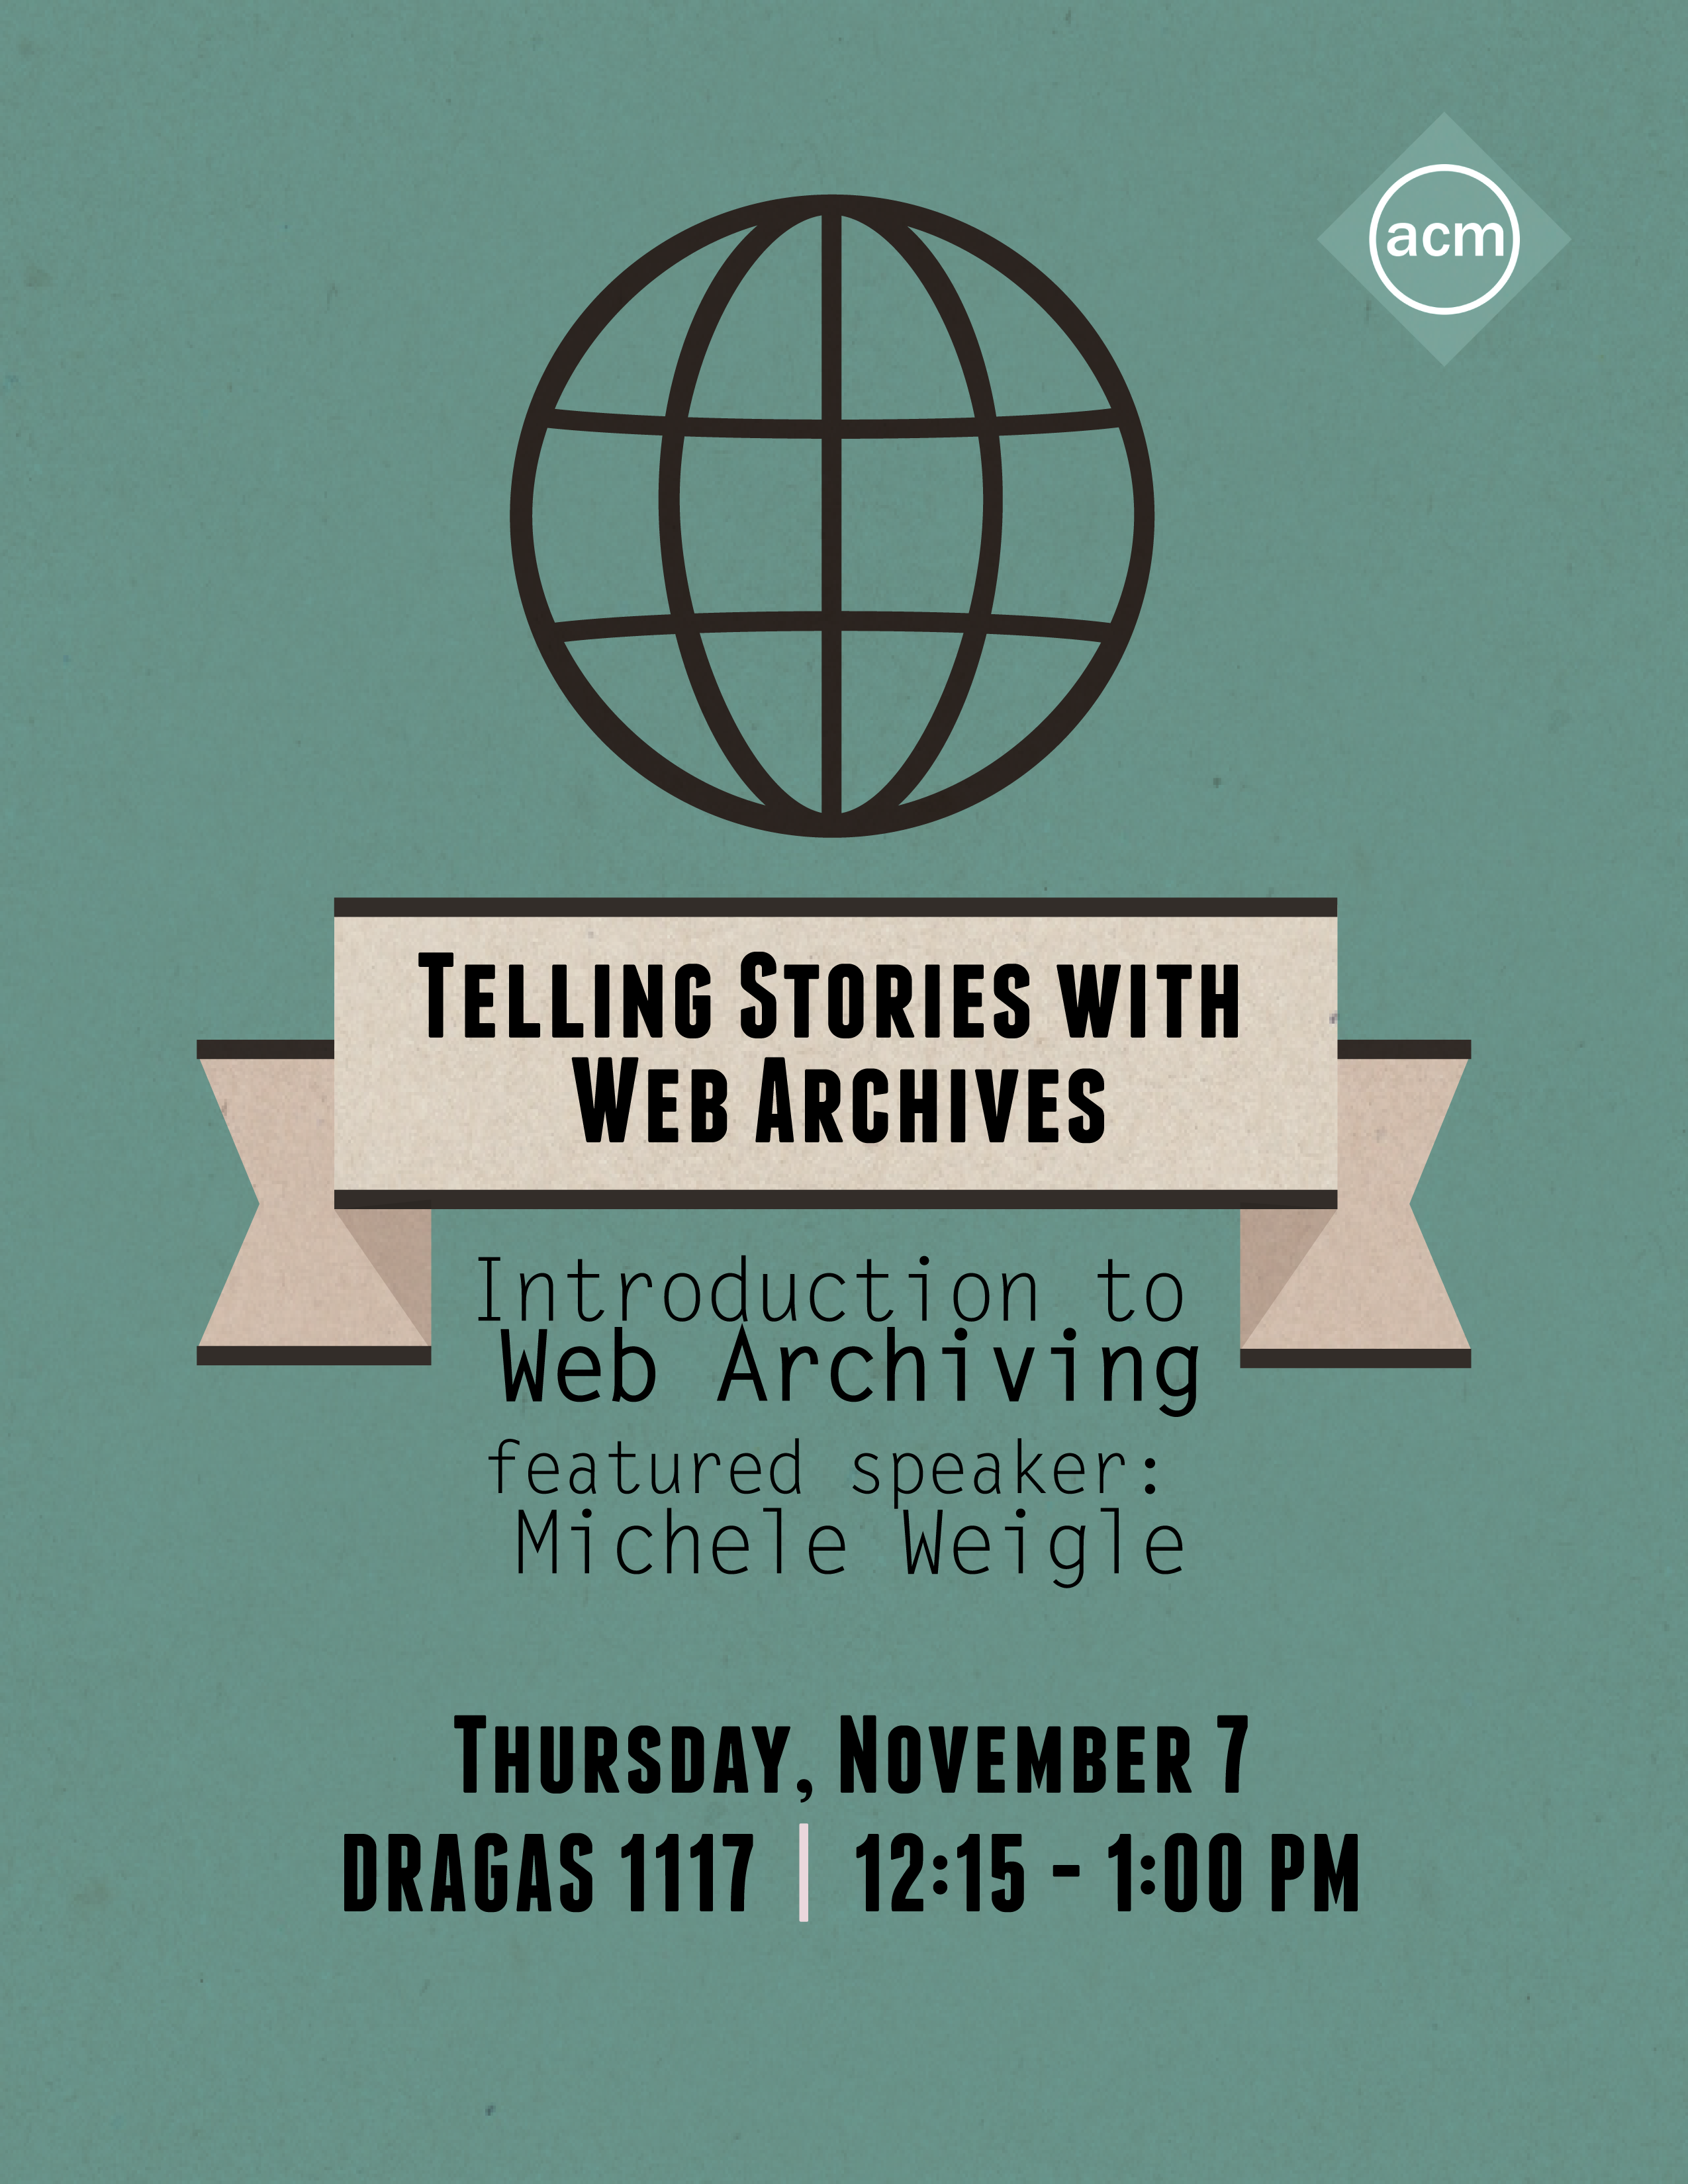 acm
Telling Stories with
Web Archives
Introduction to
Web Archiving
featured speaker:
Michele Weigle
Thursday, November 7
DRAGAS 1117 | 12:15 - 1:00 PM